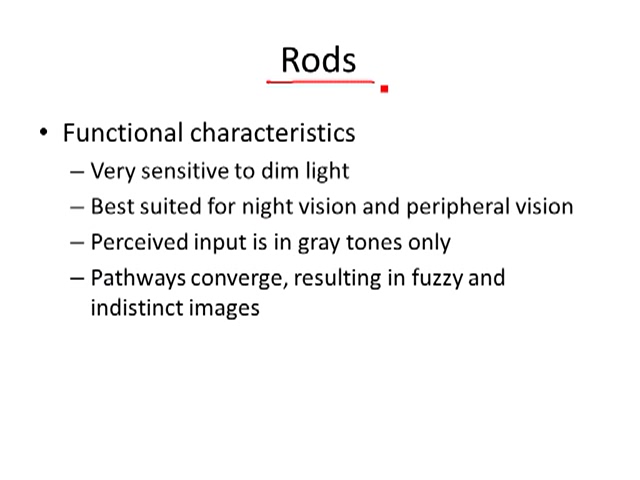 Rods
• Functional characteristics
– Very sensitive to dim light
– Best suited for night vision and peripheral vision
– Perceived input is in gray tones only
– Pathways converge, resulting in fuzzy and
indistinct images